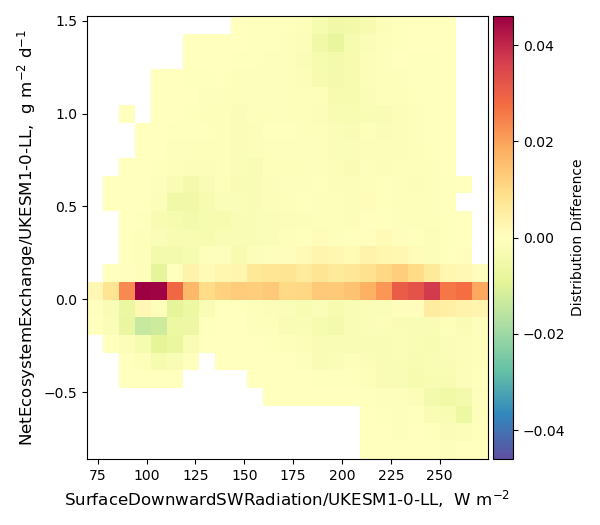 1.5
1.0
0.5
0.0
−0.5
NetEcosystemExchange/UKESM1-0-LL, g m⁻² d⁻¹
75 100 125 150 175 200 225 250
SurfaceDownwardSWRadiation/UKESM1-0-LL, W m⁻²
0.04
0.02
0.00
−0.02
−0.04
Distribution Difference